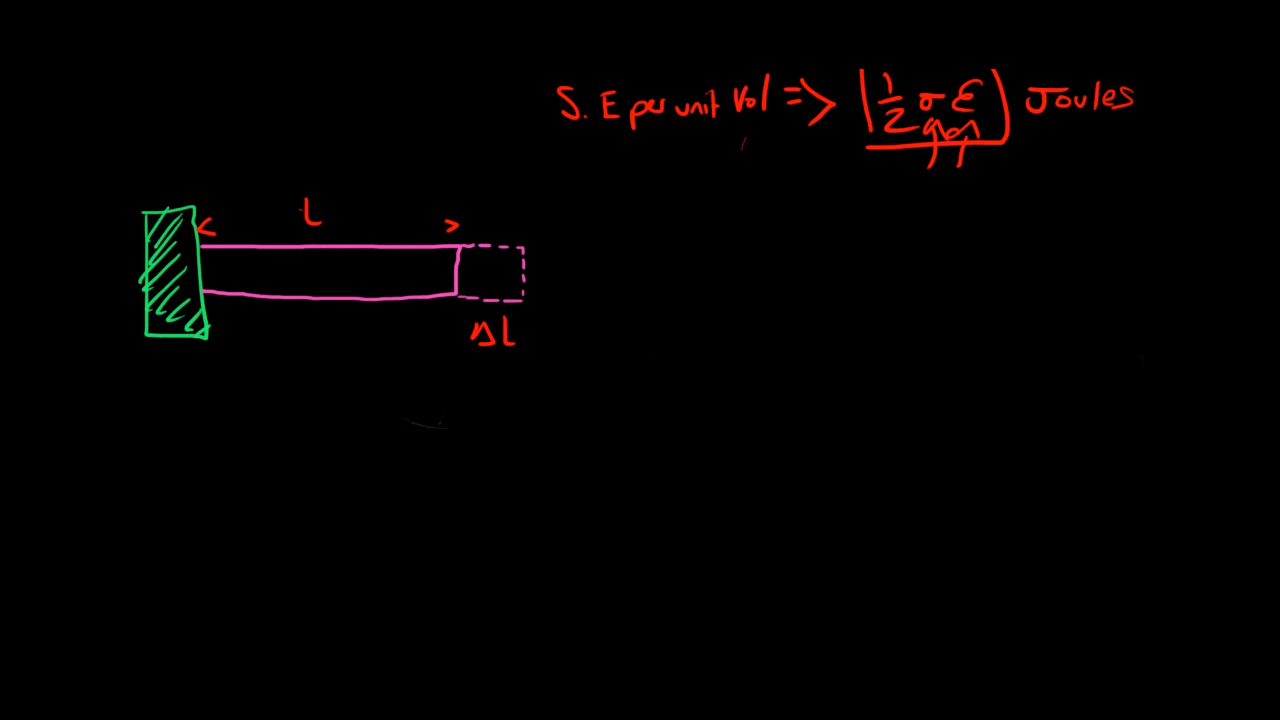 S. E per unit Vol => (1/2 σ ε) Joules
< L >
Δl